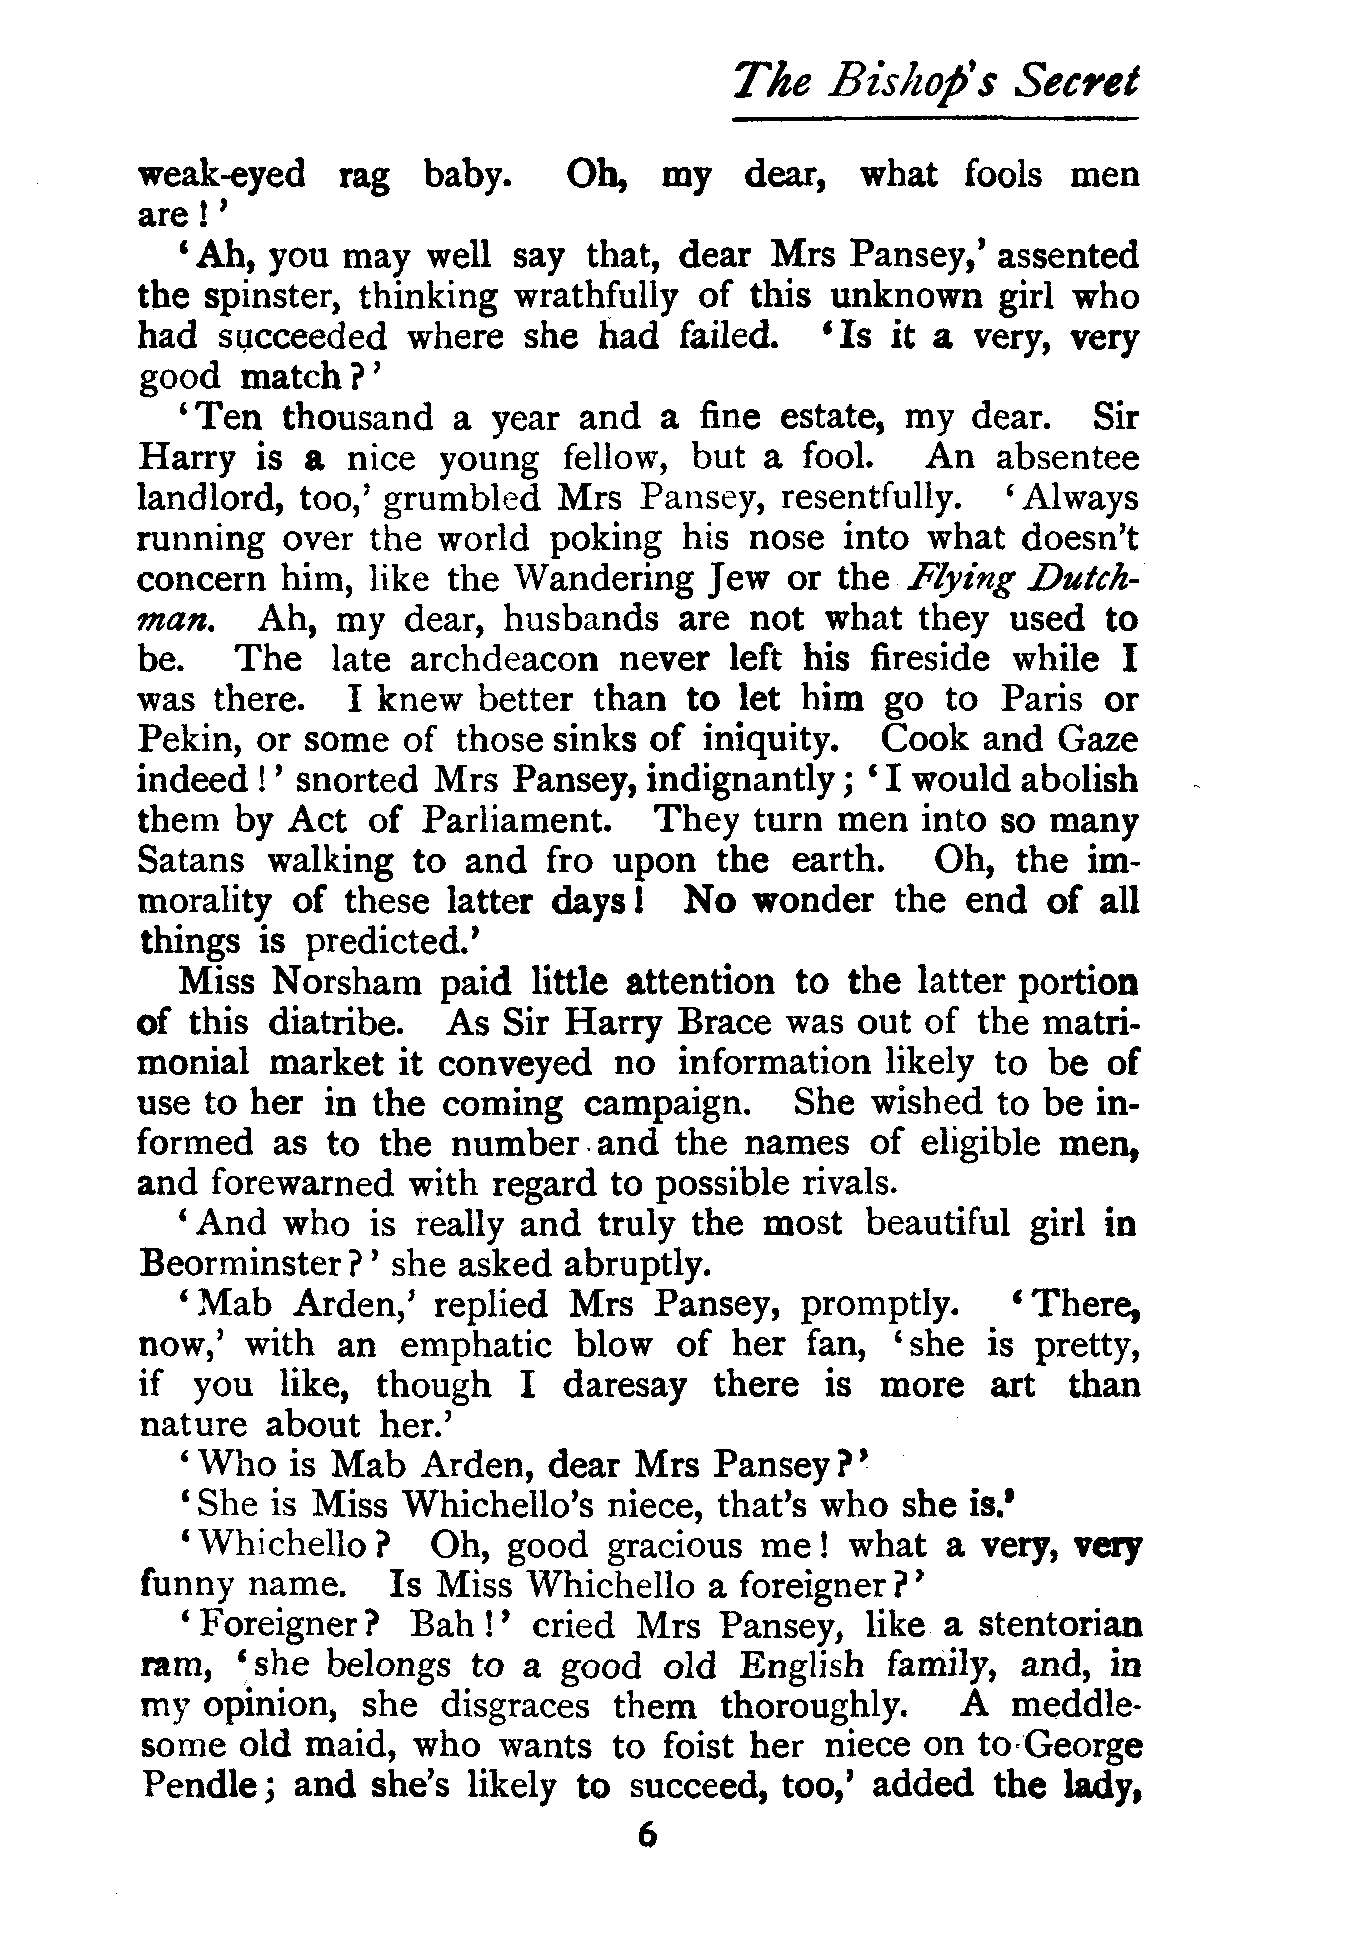 The Bishop's Secret
weak-eyed rag baby. Oh, my dear, what fools men
are!'
'Ah, you may well say that, dear Mrs Pansey,' assented
the spinster, thinking wrathfully of this unknown girl who
had succeeded where she had failed. 'Is it a very, very
good match?'
'Ten thousand a year and a fine estate, my dear. Sir
Harry is a nice young fellow, but a fool. An absentee
landlord, too,' grumbled Mrs Pansey, resentfully. 'Always
running over the world poking his nose into what doesn't
concern him, like the Wandering Jew or the Flying Dutch-
man. Ah, my dear, husbands are not what they used to
be. The late archdeacon never left his fireside while I
was there. I knew better than to let him go to Paris or
Pekin, or some of those sinks of iniquity. Cook and Gaze
indeed!' snorted Mrs Pansey, indignantly; 'I would abolish
them by Act of Parliament. They turn men into so many
Satans walking to and fro upon the earth. Oh, the im-
morality of these latter days! No wonder the end of all
things is predicted.'
Miss Norsham paid little attention to the latter portion
of this diatribe. As Sir Harry Brace was out of the matri-
monial market it conveyed no information likely to be of
use to her in the coming campaign. She wished to be in-
formed as to the number and the names of eligible men,
and forewarned with regard to possible rivals.
'And who is really and truly the most beautiful girl in
Beorminster?' she asked abruptly.
'Mab Arden,' replied Mrs Pansey, promptly. 'There,
now,' with an emphatic blow of her fan, 'she is pretty,
if you like, though I daresay there is more art than
nature about her.'
'Who is Mab Arden, dear Mrs Pansey?'
'She is Miss Whichello's niece, that's who she is.'
'Whichello? Oh, good gracious me! what a very, very
funny name. Is Miss Whichello a foreigner?'
'Foreigner? Bah!' cried Mrs Pansey, like a stentorian
ram, 'she belongs to a good old English family, and, in
my opinion, she disgraces them thoroughly. A meddle-
some old maid, who wants to foist her niece on to George
Pendle; and she's likely to succeed, too,' added the lady,
6